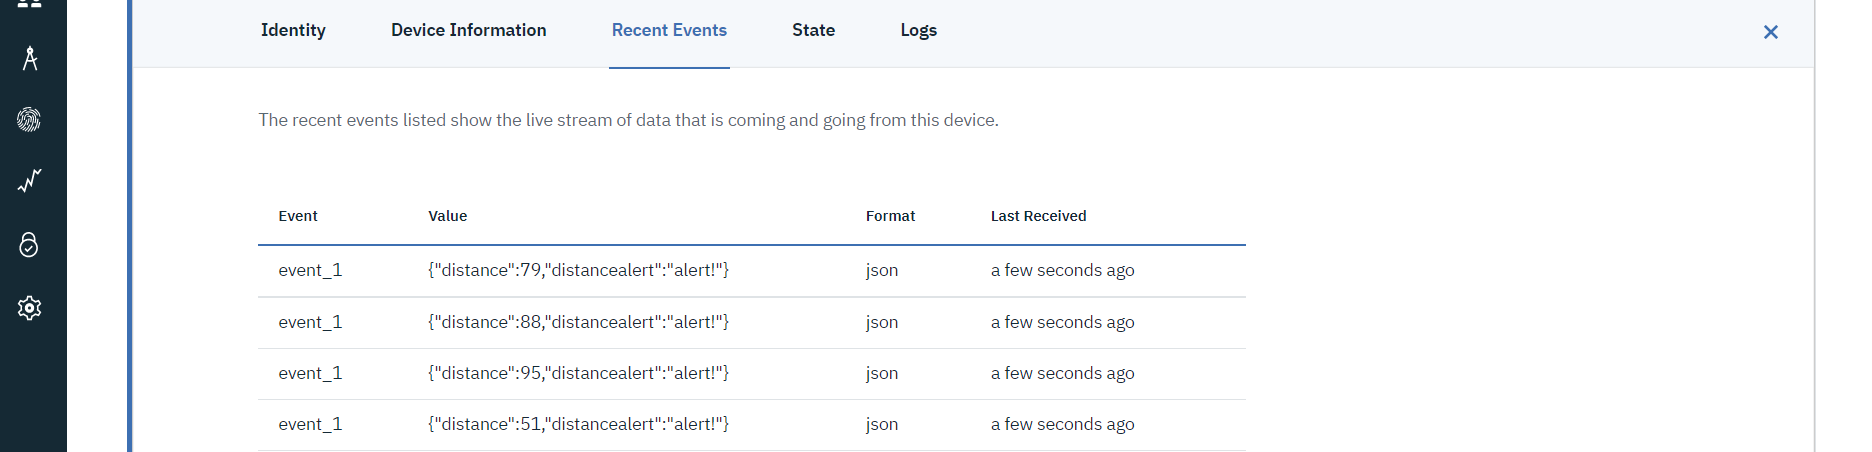 Identity Device Information Recent Events State Logs
The recent events listed show the live stream of data that is coming and going from this device.
Event Value Format Last Received
event_1 {"distance":79,"distancealert":"alert!"} json a few seconds ago
event_1 {"distance":88,"distancealert":"alert!"} json a few seconds ago
event_1 {"distance":95,"distancealert":"alert!"} json a few seconds ago
event_1 {"distance":51,"distancealert":"alert!"} json a few seconds ago